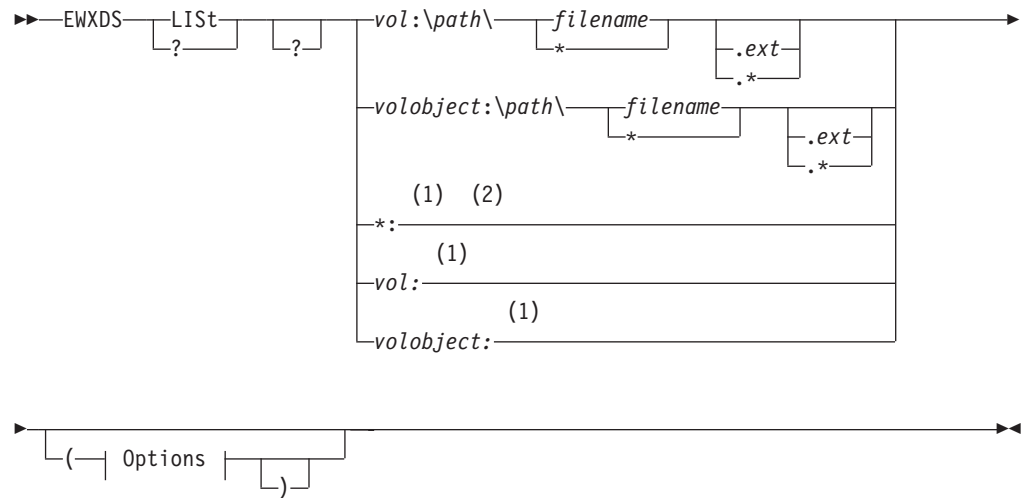 EWXDS LISt vol:\path\ filename
? ? * .ext
.*
volobject:\path\ filename
* .ext
.*
(1) (2)
*:
(1)
vol:
(1)
volobject:
( Options
)